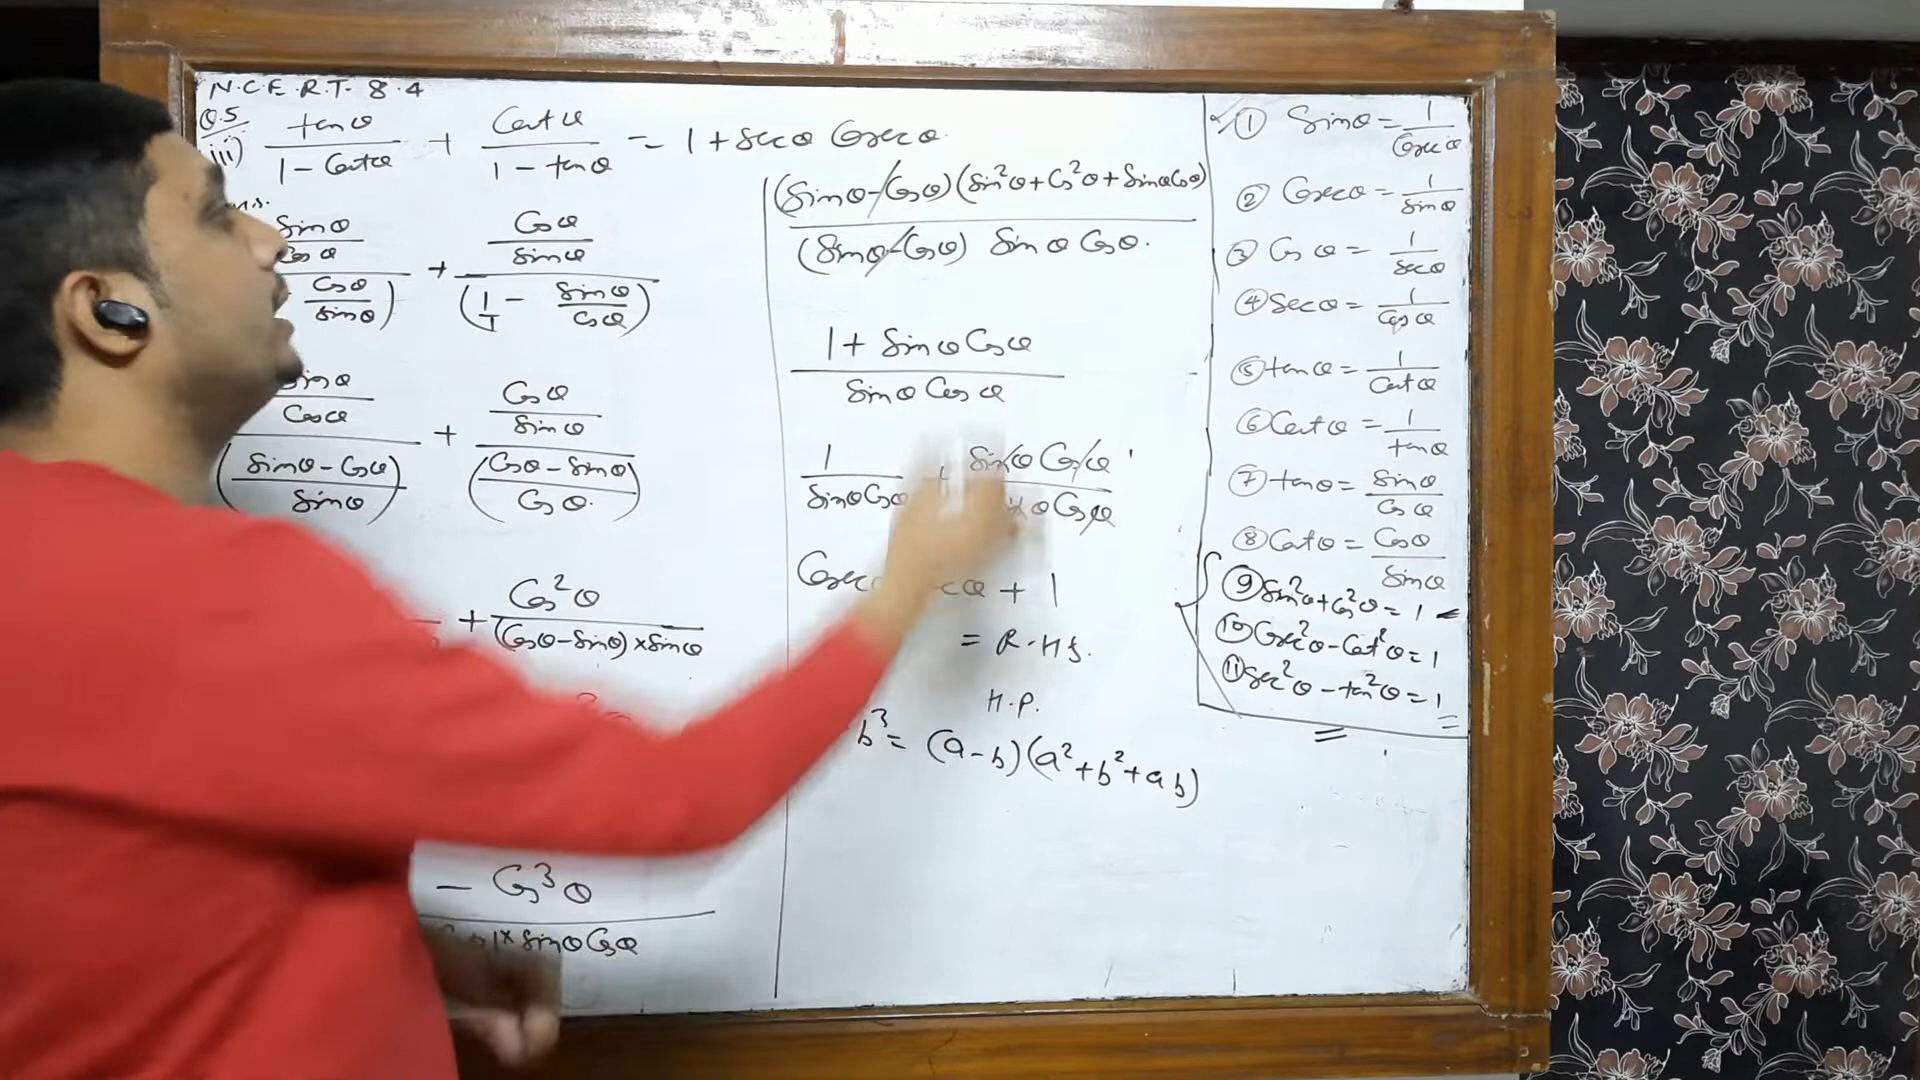 N.C.E.R.T. 8.4
Q.5
iii) tanθ / 1 - Cotθ + Cotθ / 1 - tanθ = 1 + secθ Cosecθ
Sinθ / Cosθ + Cosθ / Sinθ
Cosθ / Sinθ) (1/1 - Sinθ / Cosθ)
Sinθ / Cosθ + Cosθ / Sinθ
(Sinθ - Cosθ / Sinθ) (Cosθ - Sinθ / Cosθ)
+ Cos²θ / (Cosθ - Sinθ) × Sinθ
- Cos³θ
× SinθCosθ
(Sinθ - Cosθ)(Sin²θ + Cos²θ + SinθCosθ)
(Sinθ - Cosθ) Sinθ Cosθ.
1 + Sinθ Cosθ
Sinθ Cosθ
1 / SinθCosθ + Sinθ Cosθ / θ Cosθ
+ 1
= R.H.S.
H.P.
b³ = (a - b)(a² + b² + ab)
① Sinθ = 1 / Cosecθ
② Cosecθ = 1 / Sinθ
③ Cosθ = 1 / secθ
④ Secθ = 1 / Cosθ
⑤ tanθ = 1 / Cotθ
⑥ Cotθ = 1 / tanθ
⑦ tanθ = Sinθ / Cosθ
⑧ Cotθ = Cosθ / Sinθ
⑨ Sin²θ + Cos²θ = 1
⑩ Cosec²θ - Cot²θ = 1
⑪ Sec²θ - tan²θ = 1